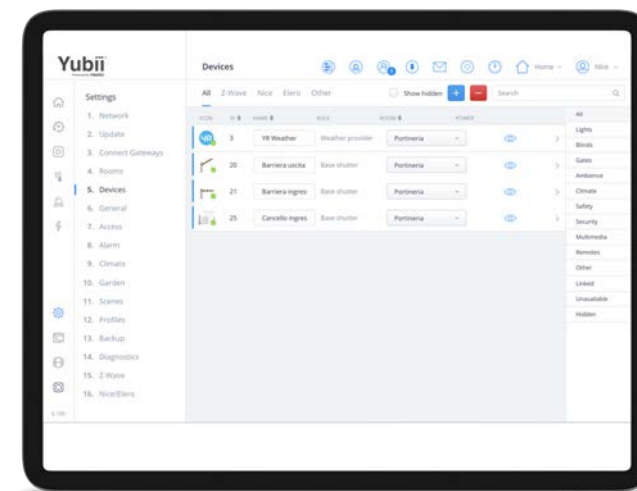 Yubii
Devices
Home
Nice
Settings
1. Network
2. Update
3. Connect Gateways
4. Rooms
5. Devices
6. General
7. Access
8. Alarm
9. Climate
10. Garden
11. Scenes
12. Profiles
13. Backup
14. Diagnostics
15. Z-Wave
16. Nice/Elero
All Z-Wave Nice Elero Other Show hidden + − Search
ICON ID NAME ROLE ROOM POWER
YR 3 YR Weather Weather provider Portineria
20 Barriera uscita Base shutter Portineria
21 Barriera ingres Base shutter Portineria
25 Cancello ingres Base shutter Portineria
All
Lights
Blinds
Gates
Ambience
Climate
Safety
Security
Multimedia
Remotes
Other
Linked
Unavailable
Hidden